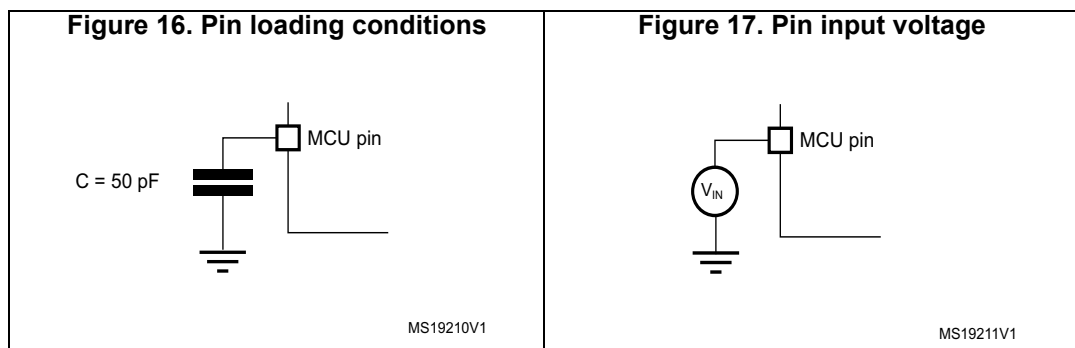 Figure 16. Pin loading conditions
MCU pin
C = 50 pF
MS19210V1
Figure 17. Pin input voltage
MCU pin
VIN
MS19211V1